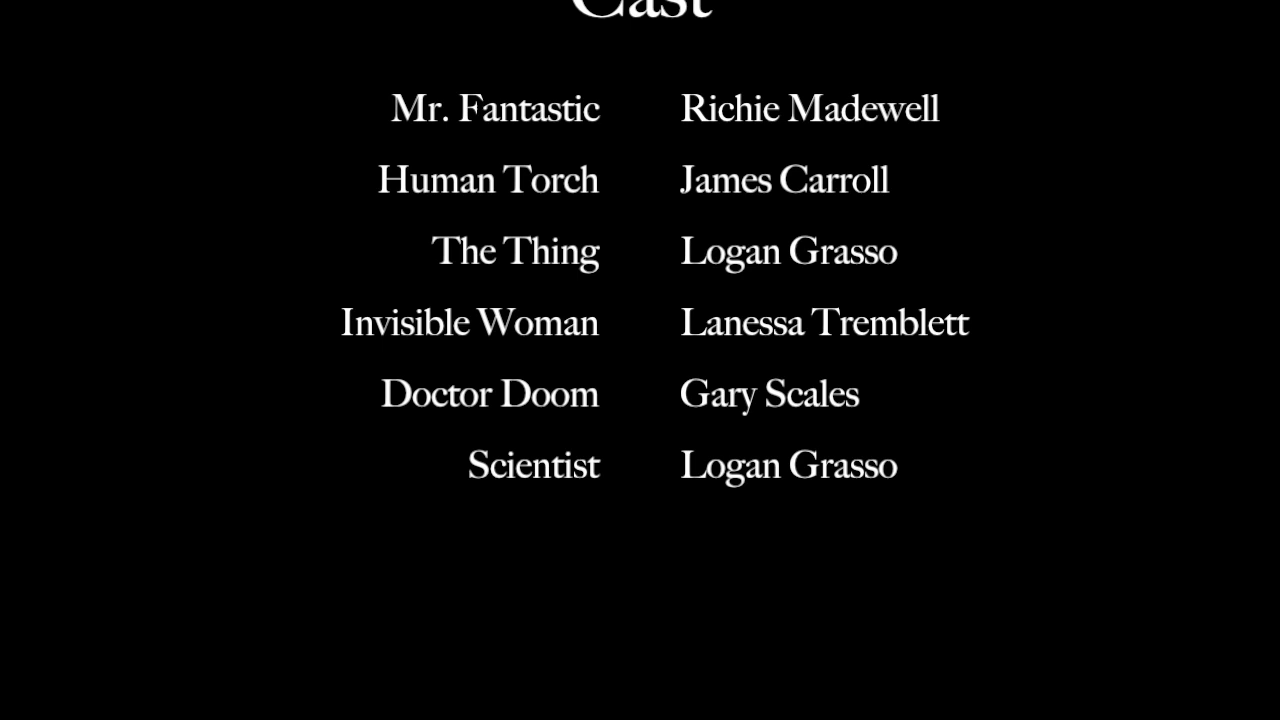 Cast
Mr. Fantastic Richie Madewell
Human Torch James Carroll
The Thing Logan Grasso
Invisible Woman Lanessa Tremblett
Doctor Doom Gary Scales
Scientist Logan Grasso